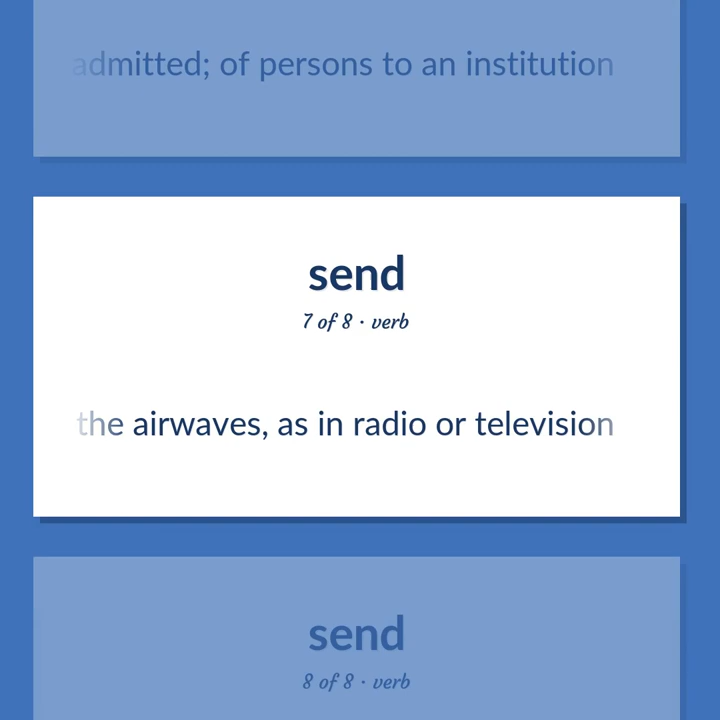 admitted; of persons to an institution
send
7 of 8 · verb
the airwaves, as in radio or television
send
8 of 8 · verb